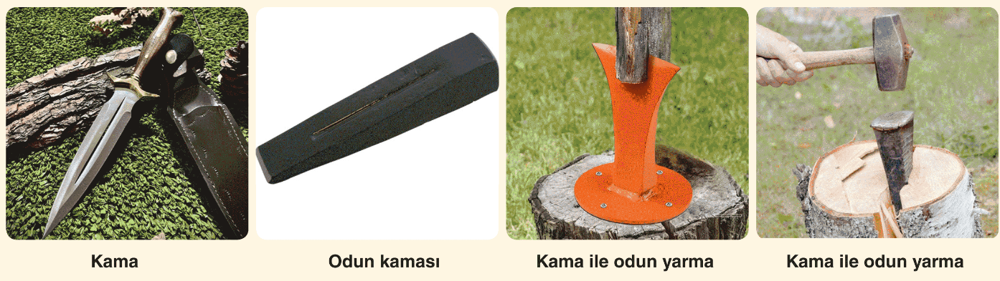 Kama
Odun kaması
Kama ile odun yarma
Kama ile odun yarma